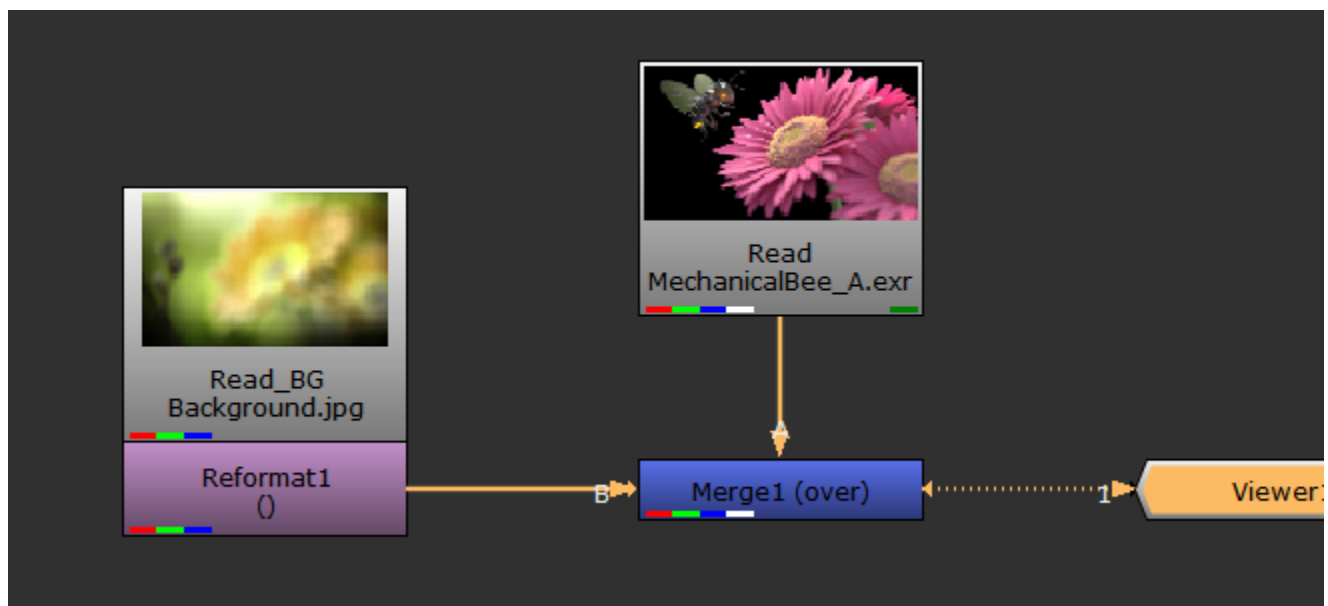 Read
MechanicalBee_A.exr
Read_BG
Background.jpg
A
Reformat1
()
B
Merge1 (over)
1
Viewer1